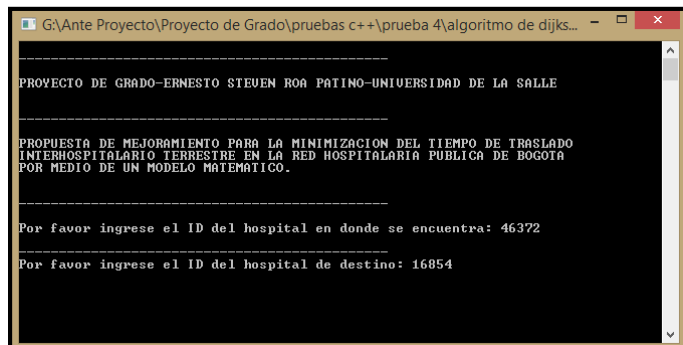 G:\Ante Proyecto\Proyecto de Grado\pruebas c++\prueba 4\algoritmo de dijks...
PROYECTO DE GRADO-ERNESTO STEVEN ROA PATINO-UNIVERSIDAD DE LA SALLE
PROPUESTA DE MEJORAMIENTO PARA LA MINIMIZACION DEL TIEMPO DE TRASLADO
INTERHOSPITALARIO TERRESTRE EN LA RED HOSPITALARIA PUBLICA DE BOGOTA
POR MEDIO DE UN MODELO MATEMATICO.
Por favor ingrese el ID del hospital en donde se encuentra: 46372
Por favor ingrese el ID del hospital de destino: 16854